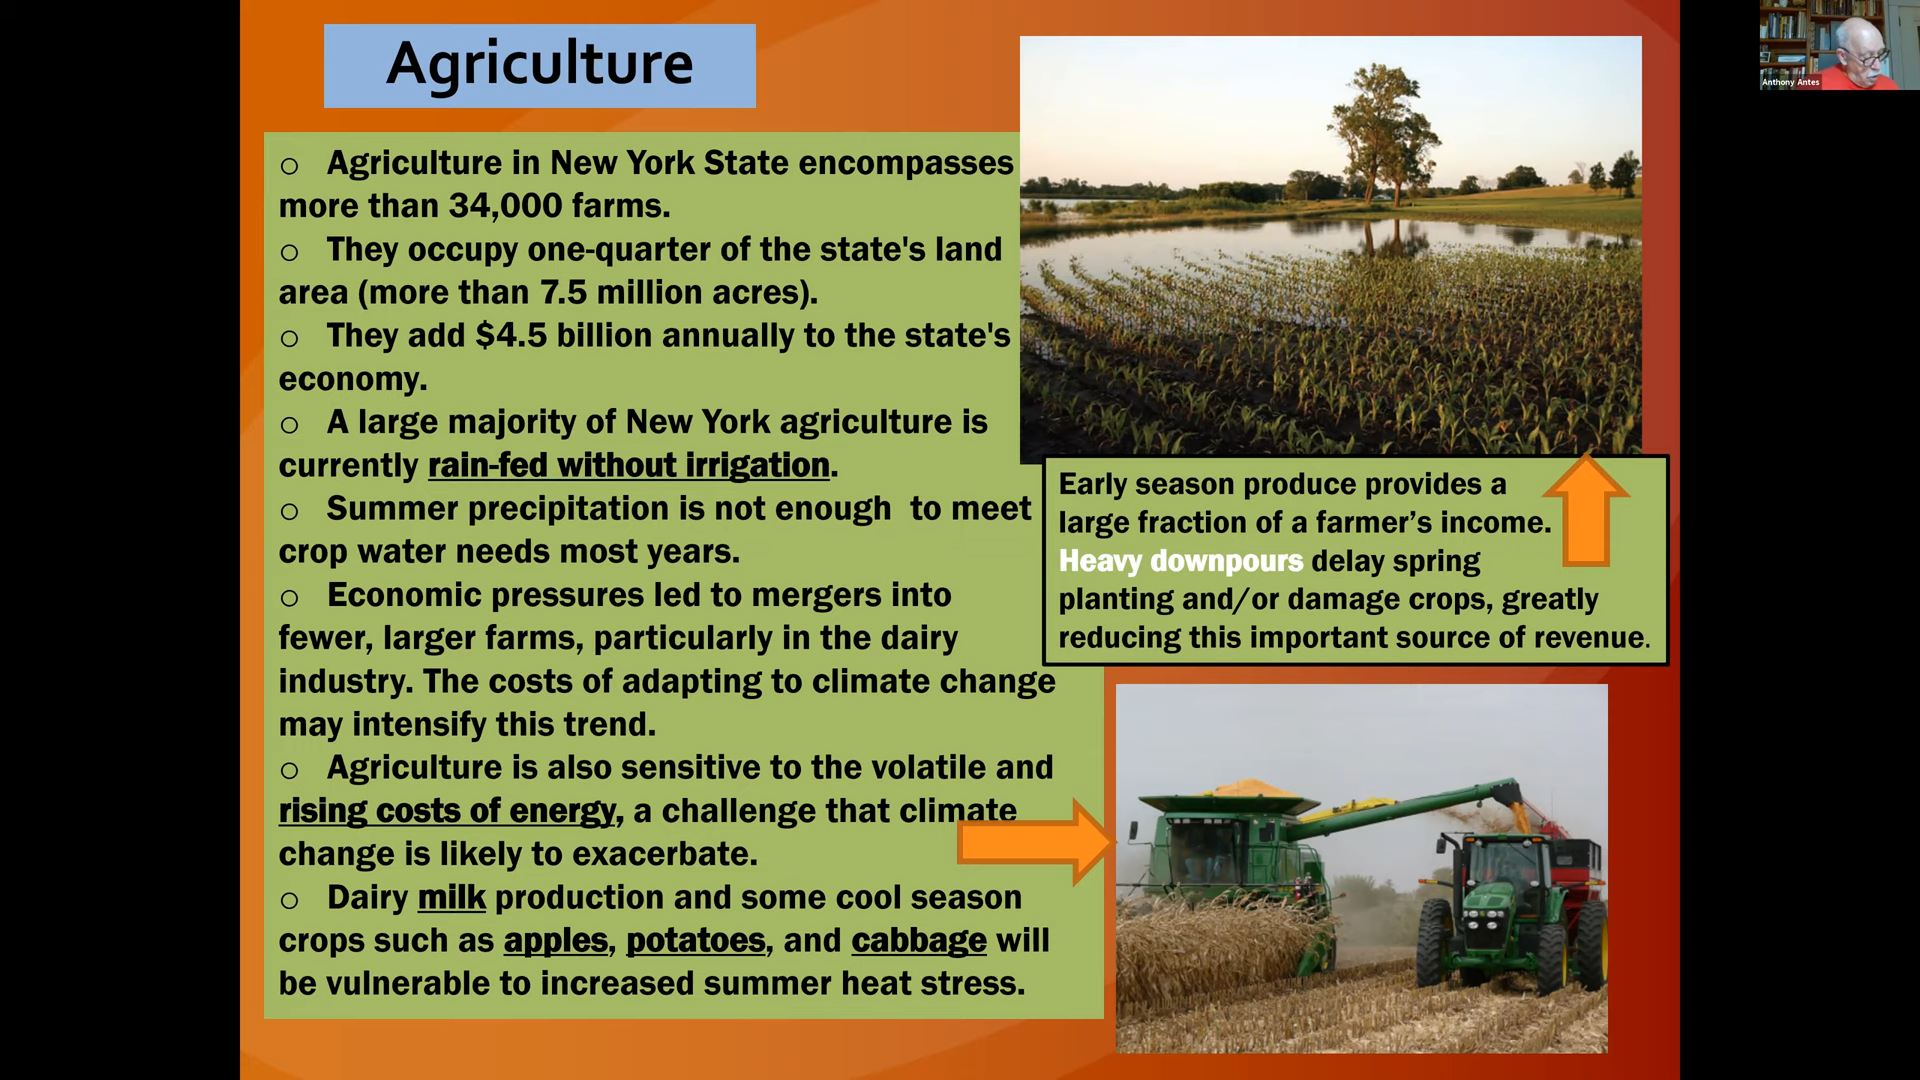 Agriculture
Anthony Antes
○ Agriculture in New York State encompasses
more than 34,000 farms.
○ They occupy one-quarter of the state's land
area (more than 7.5 million acres).
○ They add $4.5 billion annually to the state's
economy.
○ A large majority of New York agriculture is
currently rain-fed without irrigation.
○ Summer precipitation is not enough  to meet
crop water needs most years.
○ Economic pressures led to mergers into
fewer, larger farms, particularly in the dairy
industry. The costs of adapting to climate change
may intensify this trend.
○ Agriculture is also sensitive to the volatile and
rising costs of energy, a challenge that climate
change is likely to exacerbate.
○ Dairy milk production and some cool season
crops such as apples, potatoes, and cabbage will
be vulnerable to increased summer heat stress.
Early season produce provides a
large fraction of a farmer’s income.
Heavy downpours delay spring
planting and/or damage crops, greatly
reducing this important source of revenue.